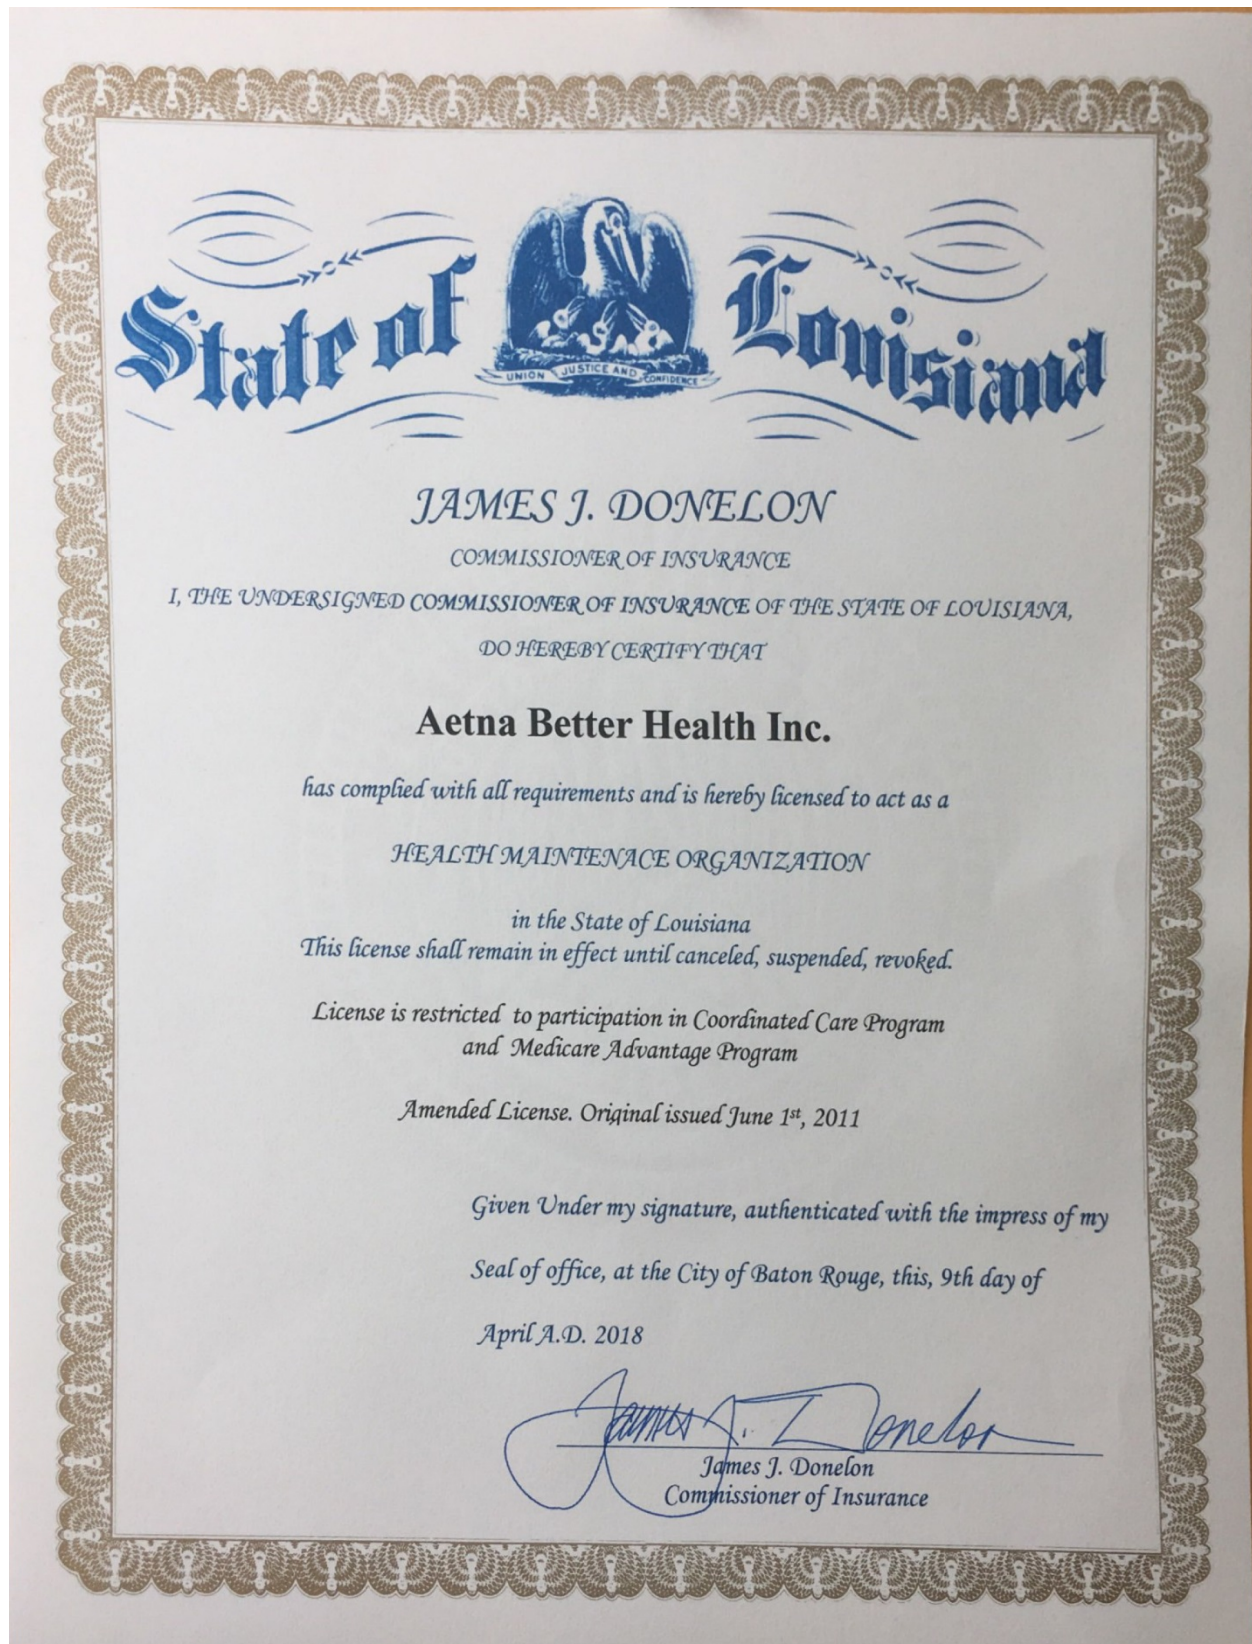 State of Louisiana
UNION JUSTICE AND CONFIDENCE
JAMES J. DONELON
COMMISSIONER OF INSURANCE
I, THE UNDERSIGNED COMMISSIONER OF INSURANCE OF THE STATE OF LOUISIANA,
DO HEREBY CERTIFY THAT
Aetna Better Health Inc.
has complied with all requirements and is hereby licensed to act as a
HEALTH MAINTENACE ORGANIZATION
in the State of Louisiana
This license shall remain in effect until canceled, suspended, revoked.
License is restricted to participation in Coordinated Care Program
and Medicare Advantage Program
Amended License. Original issued June 1st, 2011
Given Under my signature, authenticated with the impress of my
Seal of office, at the City of Baton Rouge, this, 9th day of
April A.D. 2018
James J. Donelon
James J. Donelon
Commissioner of Insurance